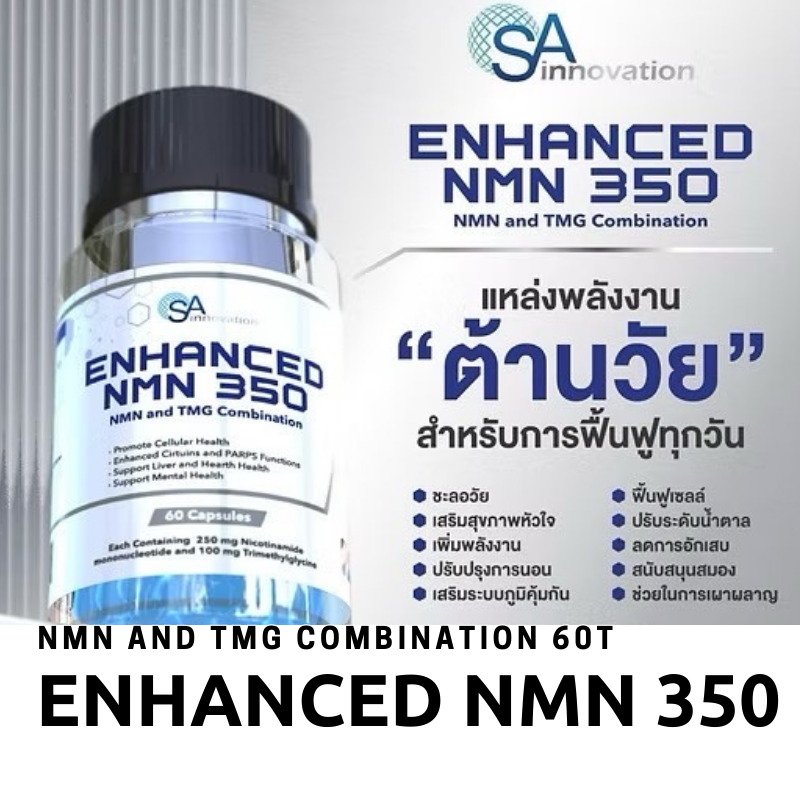 SA
innovation
ENHANCED
NMN 350
NMN and TMG Combination
แหล่งพลังงาน
“ต้านวัย”
สำหรับการฟื้นฟูทุกวัน
ชะลอวัย
เสริมสุขภาพหัวใจ
เพิ่มพลังงาน
ปรับปรุงการนอน
เสริมระบบภูมิคุ้มกัน
ฟื้นฟูเซลล์
ปรับระดับน้ำตาล
ลดการอักเสบ
สนับสนุนสมอง
ช่วยในการเผาผลาญ
SA
innovation
ENHANCED
NMN 350
NMN and TMG Combination
· Promote Cellular Health
· Enhanced Cirtuins and PARPS Functions
· Support Liver and Hearth Health
· Support Mental Health
60 Capsules
Each Containing 250 mg Nicotinamide
mononucleotide and 100 mg Trimethylglycine
NMN AND TMG COMBINATION 60T
ENHANCED NMN 350